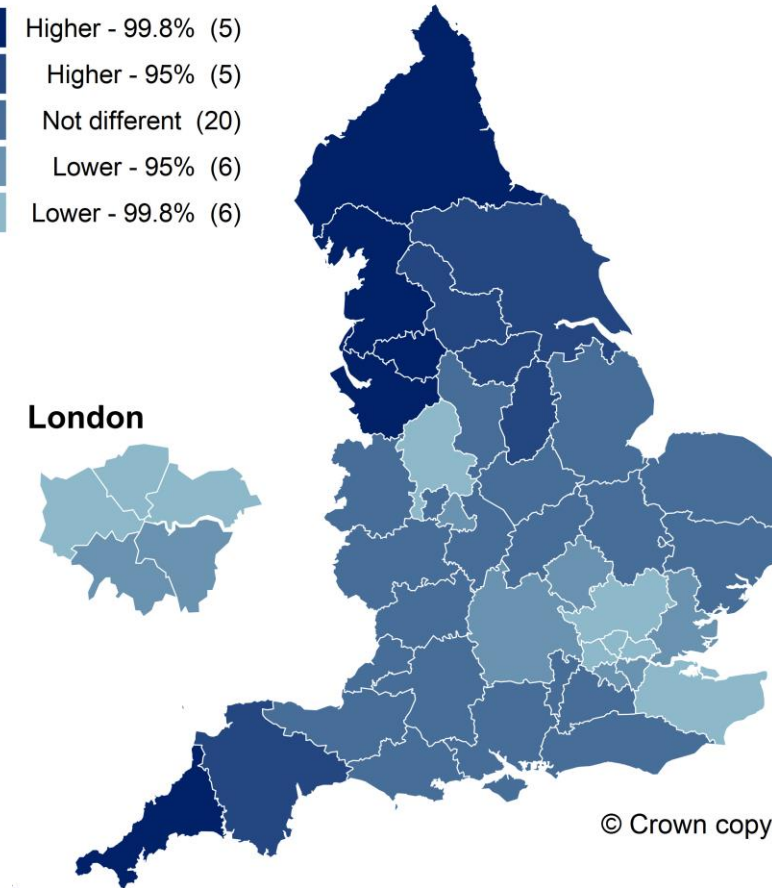 Higher - 99.8% (5)
Higher - 95% (5)
Not different (20)
Lower - 95% (6)
Lower - 99.8% (6)
London
© Crown copy